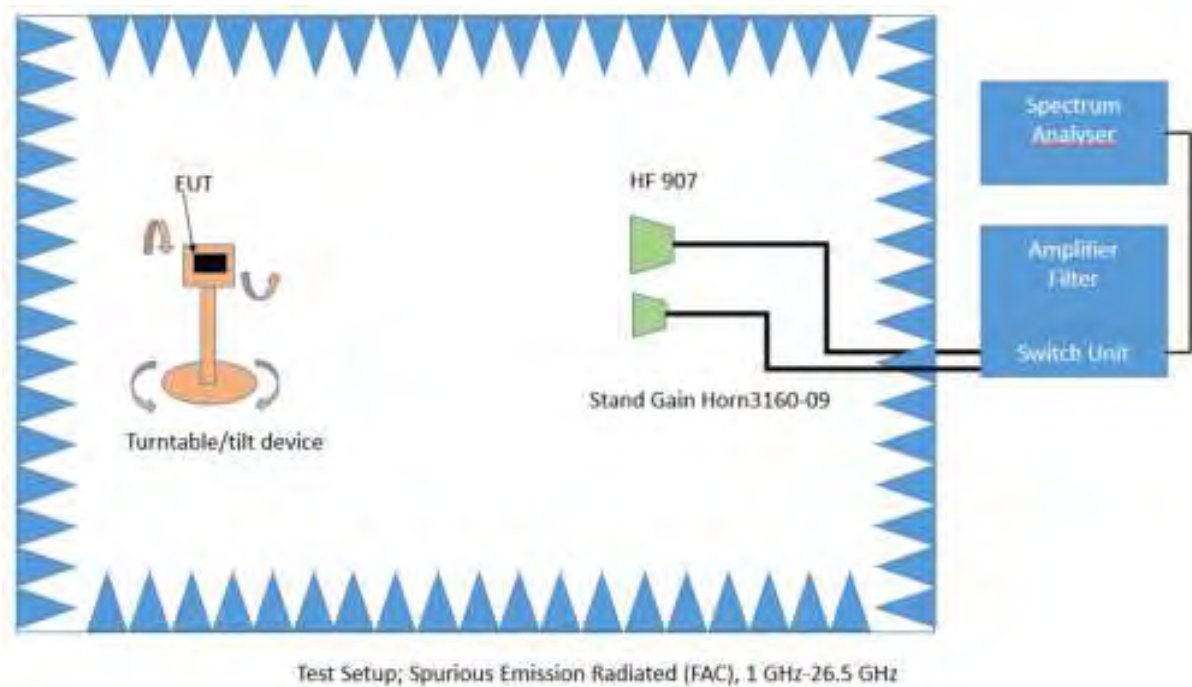 EUT
HF 907
Spectrum
Analyser
Amplifier
Filter
Switch Unit
Stand Gain Horn3160-09
Turntable/tilt device
Test Setup; Spurious Emission Radiated (FAC), 1 GHz-26.5 GHz